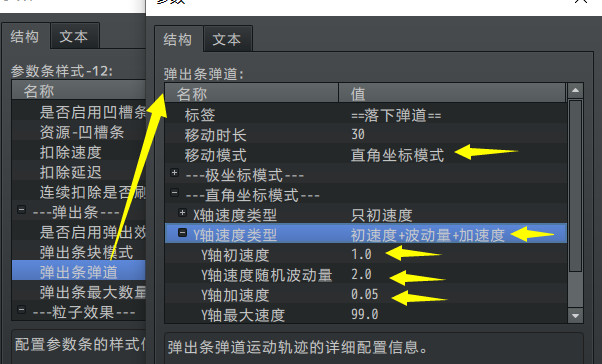 结构
文本
参数条样式-12:
名称
是否启用凹槽条
资源-凹槽条
扣除速度
扣除延迟
连续扣除是否
---弹出条---
是否启用弹出效
弹出条块模式
弹出条弹道
弹出条最大数量
---粒子效果---
配置参数条的样式
结构
文本
弹出条弹道:
名称 值
标签 ==落下弹道==
移动时长 30
移动模式 直角坐标模式
---极坐标模式---
---直角坐标模式---
X轴速度类型 只初速度
Y轴速度类型 初速度+波动量+加速度
Y轴初速度 1.0
Y轴速度随机波动量 2.0
Y轴加速度 0.05
Y轴最大速度 99.0
弹出条弹道运动轨迹的详细配置信息。